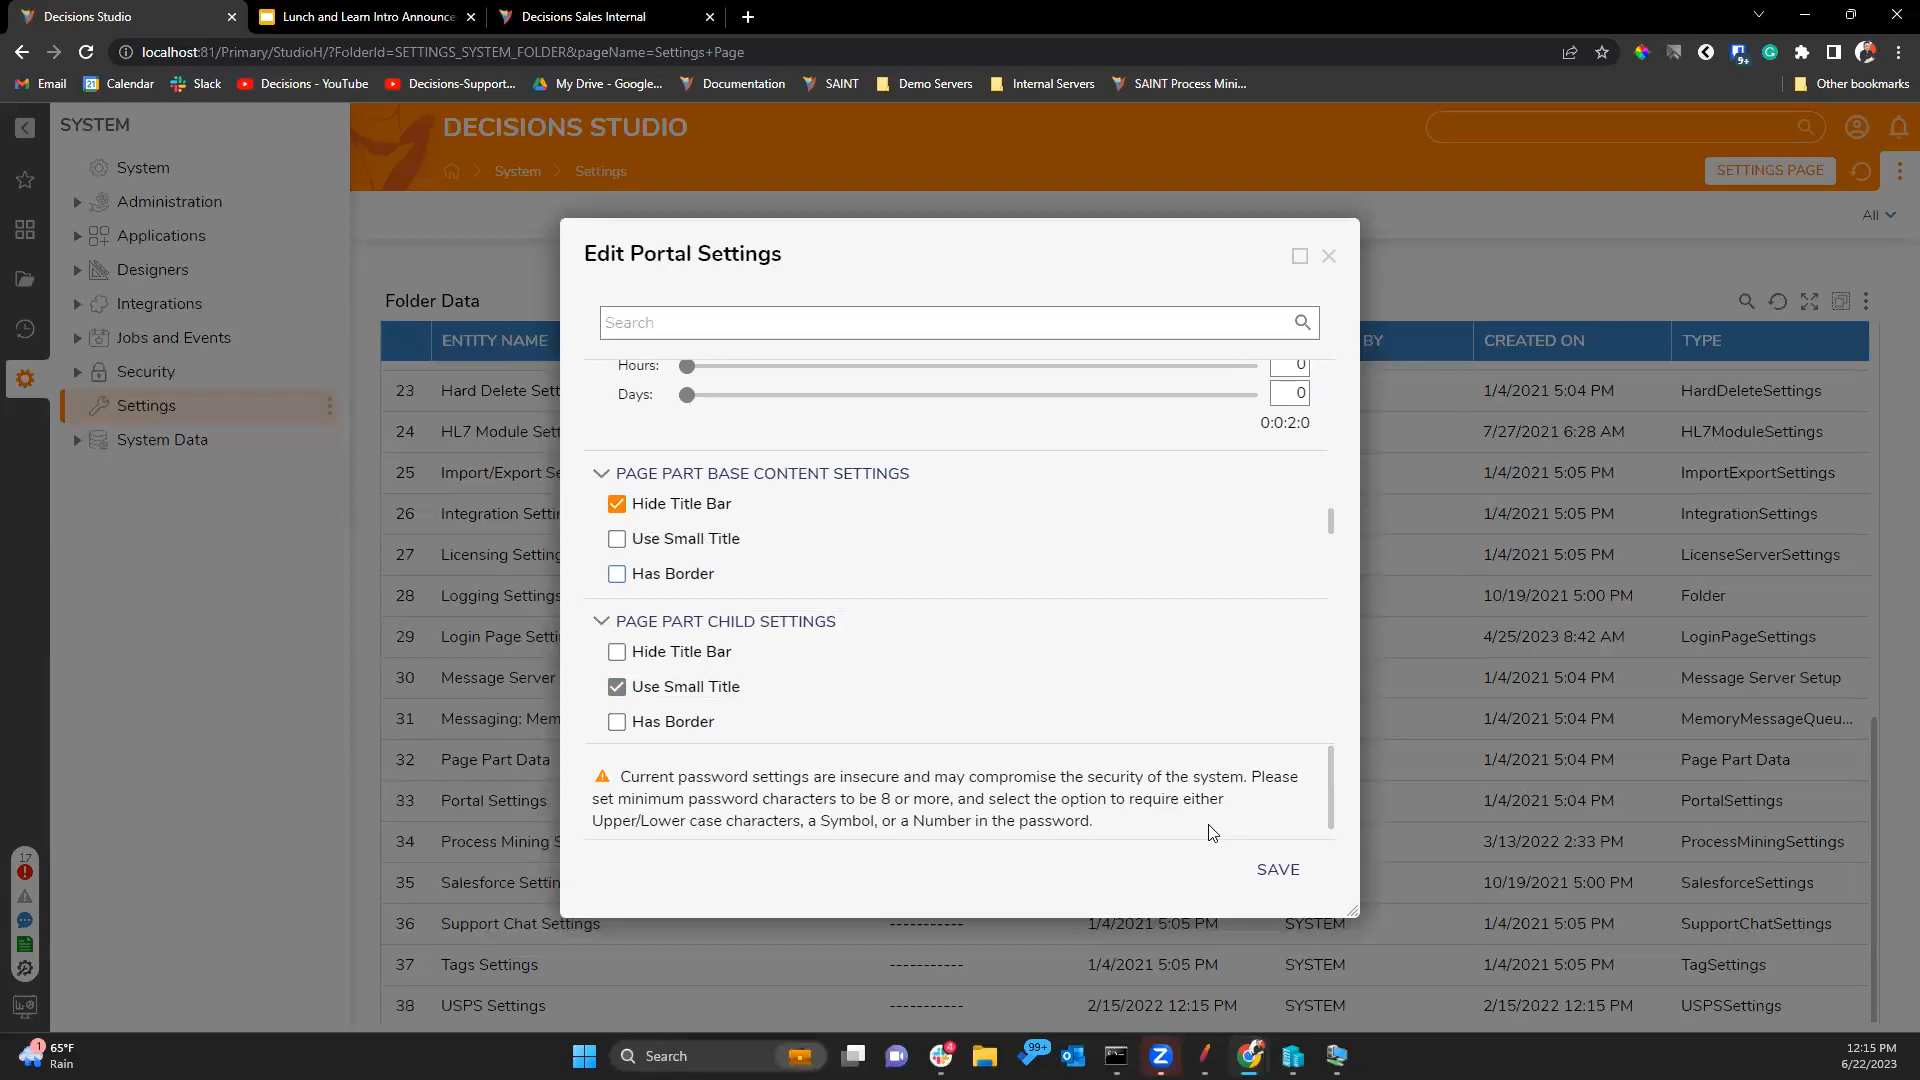 Decisions Studio
Lunch and Learn Intro Announce
Decisions Sales Internal
localhost:81/Primary/StudioH/?FolderId=SETTINGS_SYSTEM_FOLDER&pageName=Settings+Page
9+
Email
Calendar
Slack
Decisions - YouTube
Decisions-Support...
My Drive - Google...
Documentation
SAINT
Demo Servers
Internal Servers
SAINT Process Mini...
Other bookmarks
SYSTEM
System
Administration
Applications
Designers
Integrations
Jobs and Events
Security
Settings
System Data
17
DECISIONS STUDIO
System
Settings
SETTINGS PAGE
All
Folder Data
ENTITY NAME
BY
CREATED ON
TYPE
23 Hard Delete Sett 1/4/2021 5:04 PM HardDeleteSettings
24 HL7 Module Sett 7/27/2021 6:28 AM HL7ModuleSettings
25 Import/Export Se 1/4/2021 5:05 PM ImportExportSettings
26 Integration Settin 1/4/2021 5:05 PM IntegrationSettings
27 Licensing Setting 1/4/2021 5:05 PM LicenseServerSettings
28 Logging Settings 10/19/2021 5:00 PM Folder
29 Login Page Setti 4/25/2023 8:42 AM LoginPageSettings
30 Message Server 1/4/2021 5:04 PM Message Server Setup
31 Messaging: Mem 1/4/2021 5:04 PM MemoryMessageQueu...
32 Page Part Data 1/4/2021 5:04 PM Page Part Data
33 Portal Settings 1/4/2021 5:04 PM PortalSettings
34 Process Mining S 3/13/2022 2:33 PM ProcessMiningSettings
35 Salesforce Settin 10/19/2021 5:00 PM SalesforceSettings
36 Support Chat Settings ----------- 1/4/2021 5:05 PM SYSTEM 1/4/2021 5:05 PM SupportChatSettings
37 Tags Settings ----------- 1/4/2021 5:05 PM SYSTEM 1/4/2021 5:05 PM TagSettings
38 USPS Settings ----------- 2/15/2022 12:15 PM SYSTEM 2/15/2022 12:15 PM USPSSettings
Edit Portal Settings
Search
Hours: 0
Days: 0
0:0:2:0
PAGE PART BASE CONTENT SETTINGS
Hide Title Bar
Use Small Title
Has Border
PAGE PART CHILD SETTINGS
Hide Title Bar
Use Small Title
Has Border
Current password settings are insecure and may compromise the security of the system. Please
set minimum password characters to be 8 or more, and select the option to require either
Upper/Lower case characters, a Symbol, or a Number in the password.
SAVE
1
65°F
Rain
Search
99+
4
12:15 PM
6/22/2023